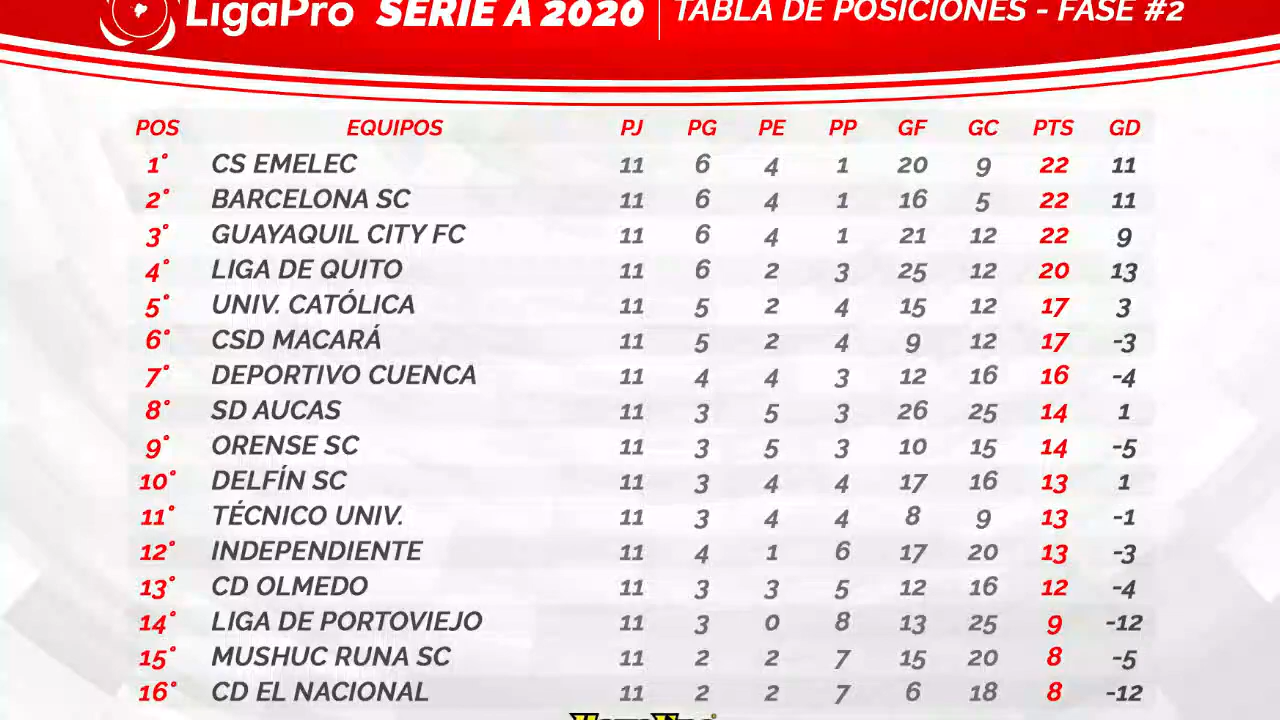 LigaPro SERIE A 2020 TABLA DE POSICIONES - FASE #2
POS EQUIPOS PJ PG PE PP GF GC PTS GD
1° CS EMELEC 11 6 4 1 20 9 22 11
2° BARCELONA SC 11 6 4 1 16 5 22 11
3° GUAYAQUIL CITY FC 11 6 4 1 21 12 22 9
4° LIGA DE QUITO 11 6 2 3 25 12 20 13
5° UNIV. CATÓLICA 11 5 2 4 15 12 17 3
6° CSD MACARÁ 11 5 2 4 9 12 17 -3
7° DEPORTIVO CUENCA 11 4 4 3 12 16 16 -4
8° SD AUCAS 11 3 5 3 26 25 14 1
9° ORENSE SC 11 3 5 3 10 15 14 -5
10° DELFÍN SC 11 3 4 4 17 16 13 1
11° TÉCNICO UNIV. 11 3 4 4 8 9 13 -1
12° INDEPENDIENTE 11 4 1 6 17 20 13 -3
13° CD OLMEDO 11 3 3 5 12 16 12 -4
14° LIGA DE PORTOVIEJO 11 3 0 8 13 25 9 -12
15° MUSHUC RUNA SC 11 2 2 7 15 20 8 -5
16° CD EL NACIONAL 11 2 2 7 6 18 8 -12